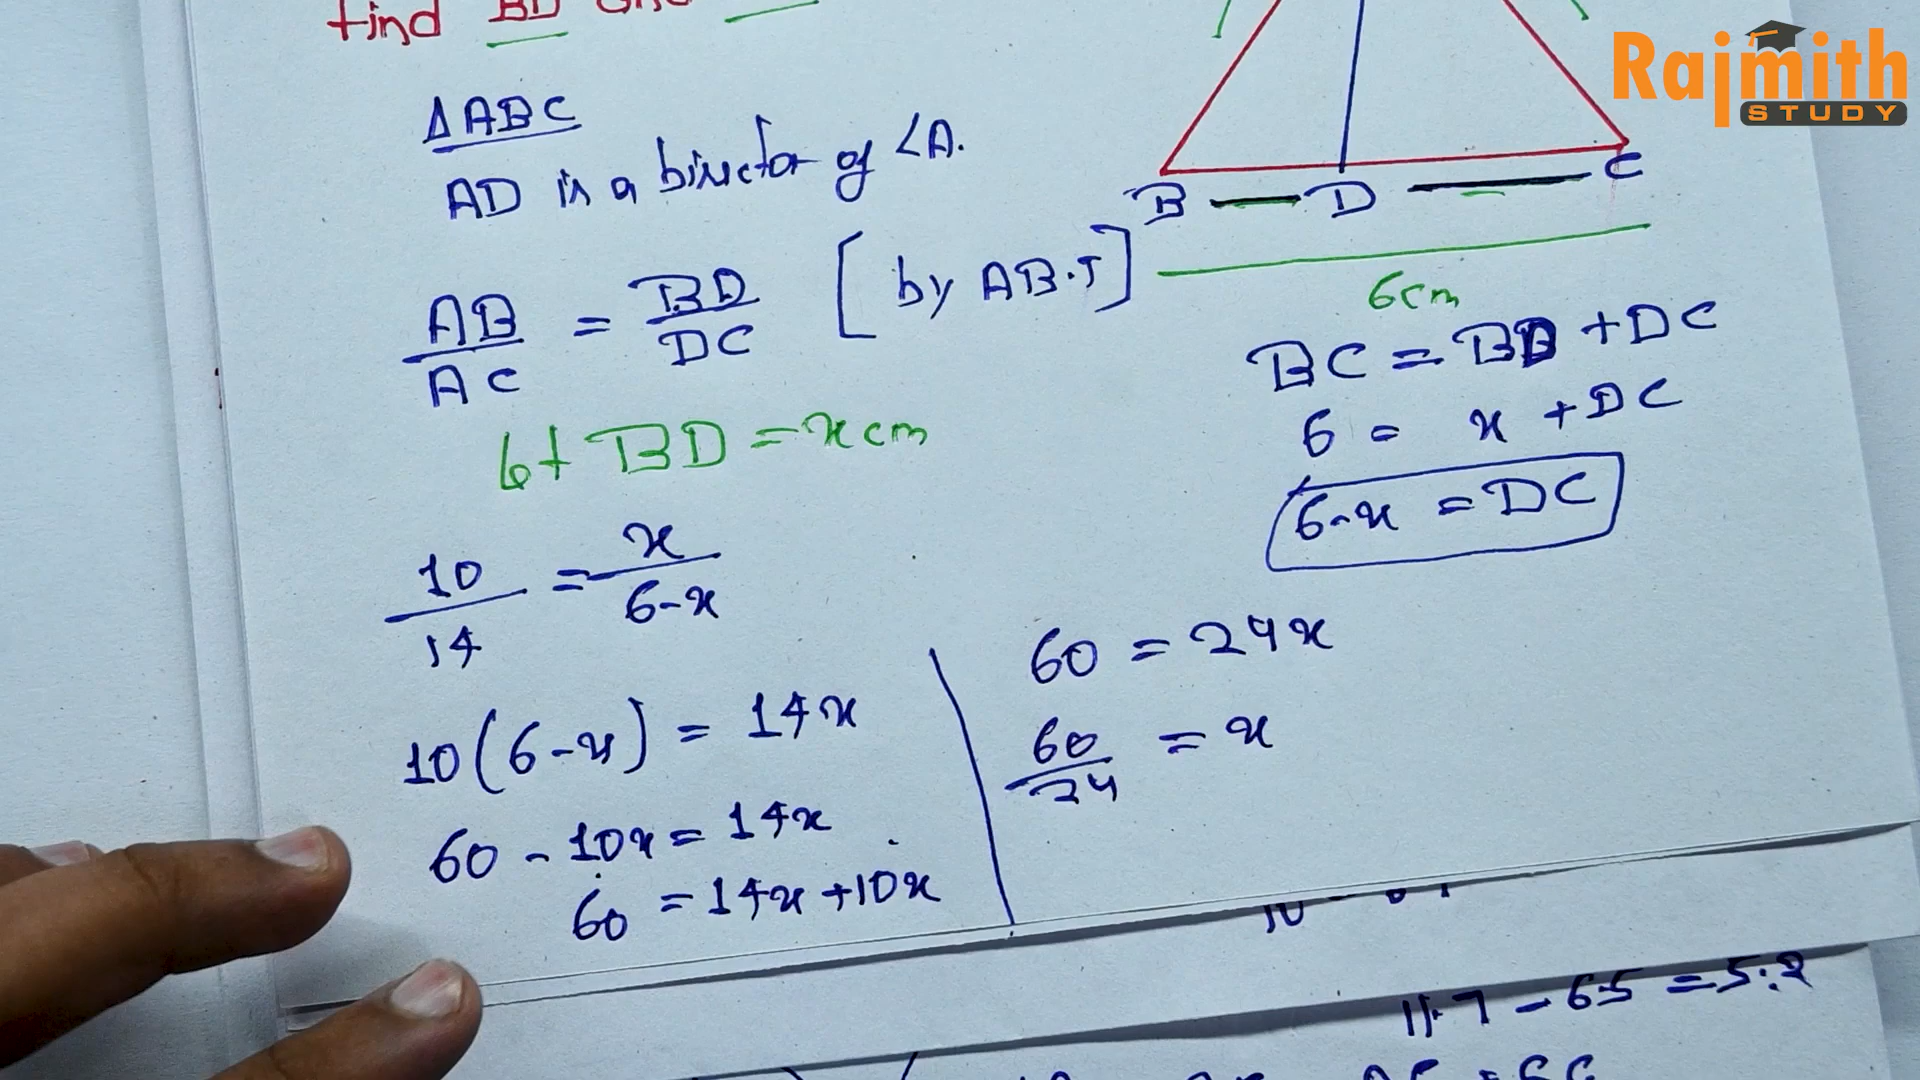 find BD and
ΔABC
AD is a bisector of ∠A.
AB/AC = BD/DC [by AB.T]
let BD = x cm
10/14 = x/6-x
10(6-x) = 14x
60 - 10x = 14x
60 = 14x + 10x
B D C
6cm
BC = BD + DC
6 = x + DC
6-x = DC
60 = 24x
60/24 = x
11.7 - 6.5 = 5.2
Rajmith
STUDY